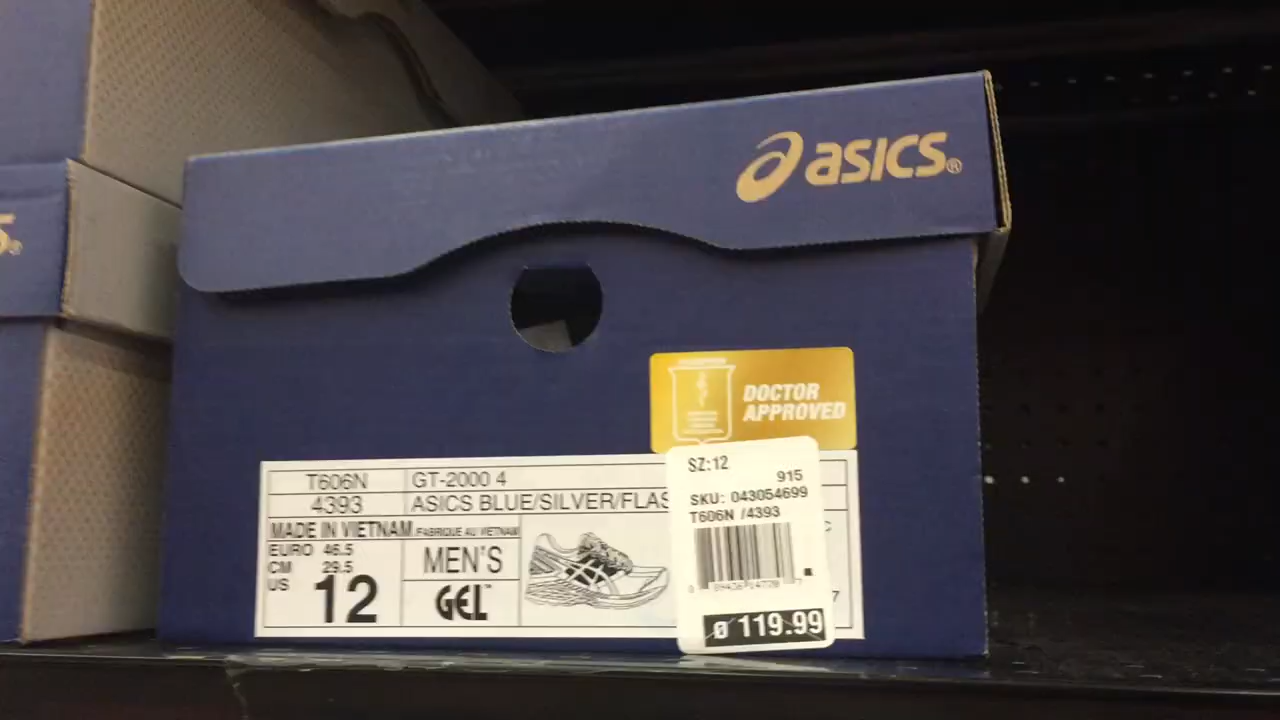 asics®
DOCTOR
APPROVED
T606N GT-2000 4
4393 ASICS BLUE/SILVER/FLAS
MADE IN VIETNAM FABRIQUE AU VIETNAM
EURO 46.5
CM 29.5
US 12
MEN'S
GEL™
SZ:12
915
SKU: 043054699
T606N /4393
119.99